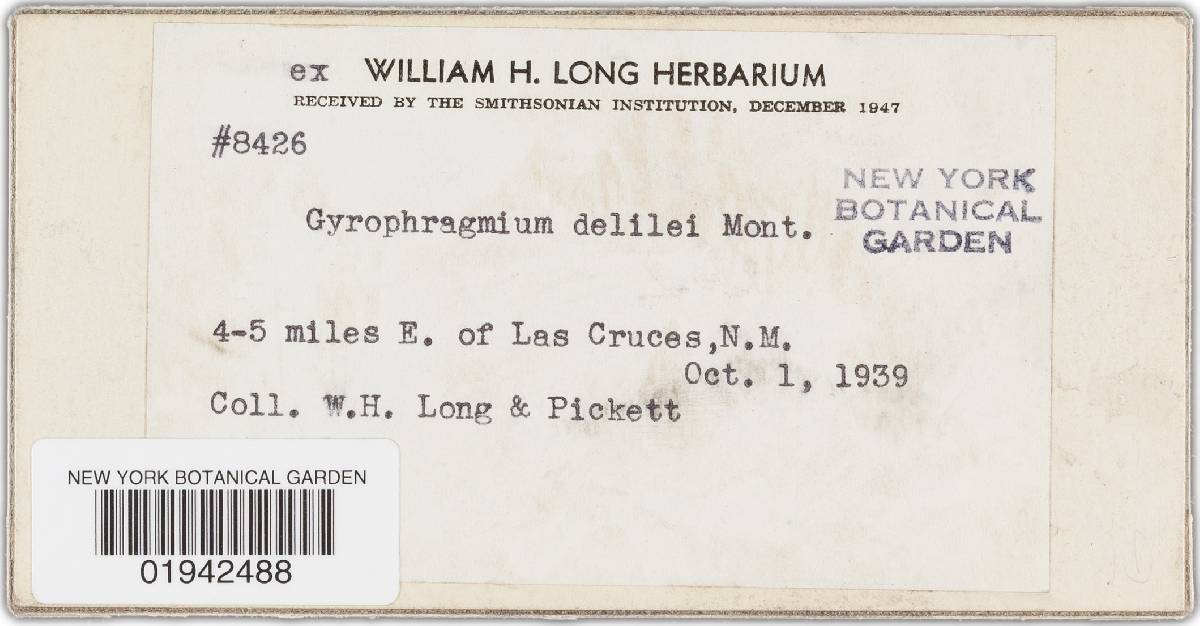 ex WILLIAM H. LONG HERBARIUM
RECEIVED BY THE SMITHSONIAN INSTITUTION, DECEMBER 1947
#8426
NEW YORK
BOTANICAL
GARDEN
Gyrophragmium delilei Mont.
4-5 miles E. of Las Cruces,N.M.
Oct. 1, 1939
Coll. W.H. Long & Pickett
NEW YORK BOTANICAL GARDEN
01942488